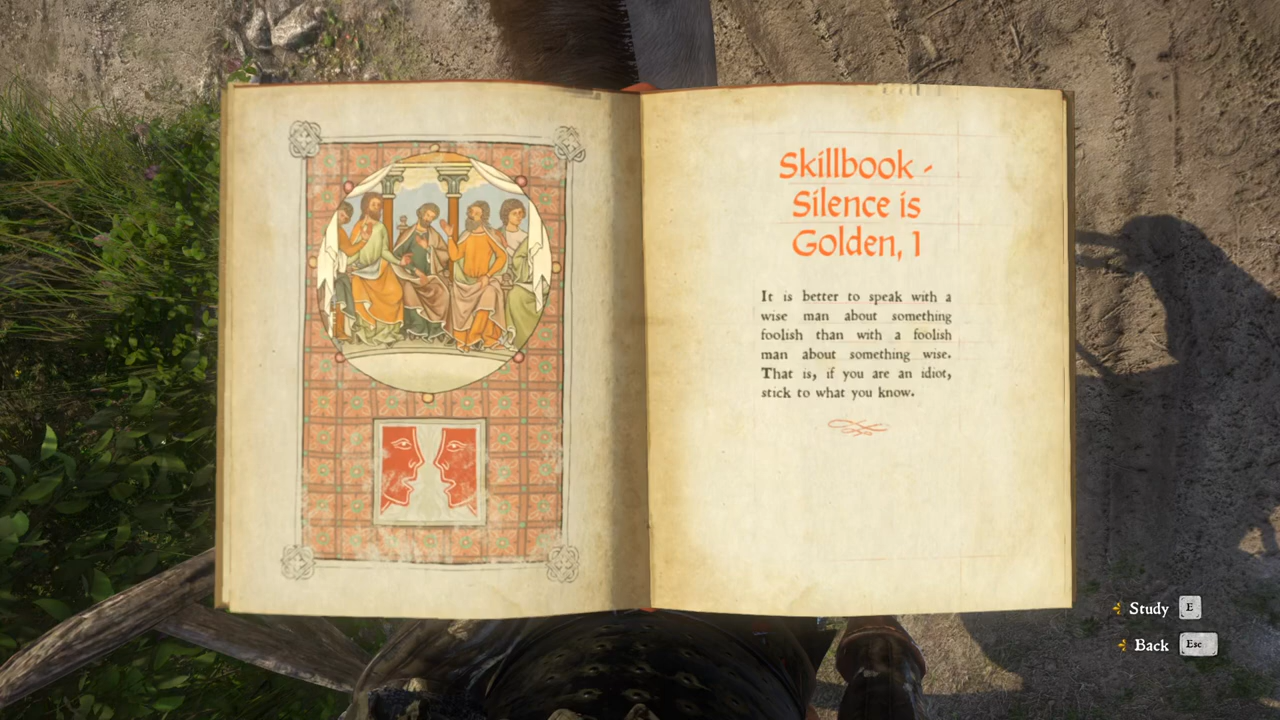 Skillbook -
Silence is
Golden, 1
It is better to speak with a
wise man about something
foolish than with a foolish
man about something wise.
That is, if you are an idiot,
stick to what you know.
Study E
Back Esc